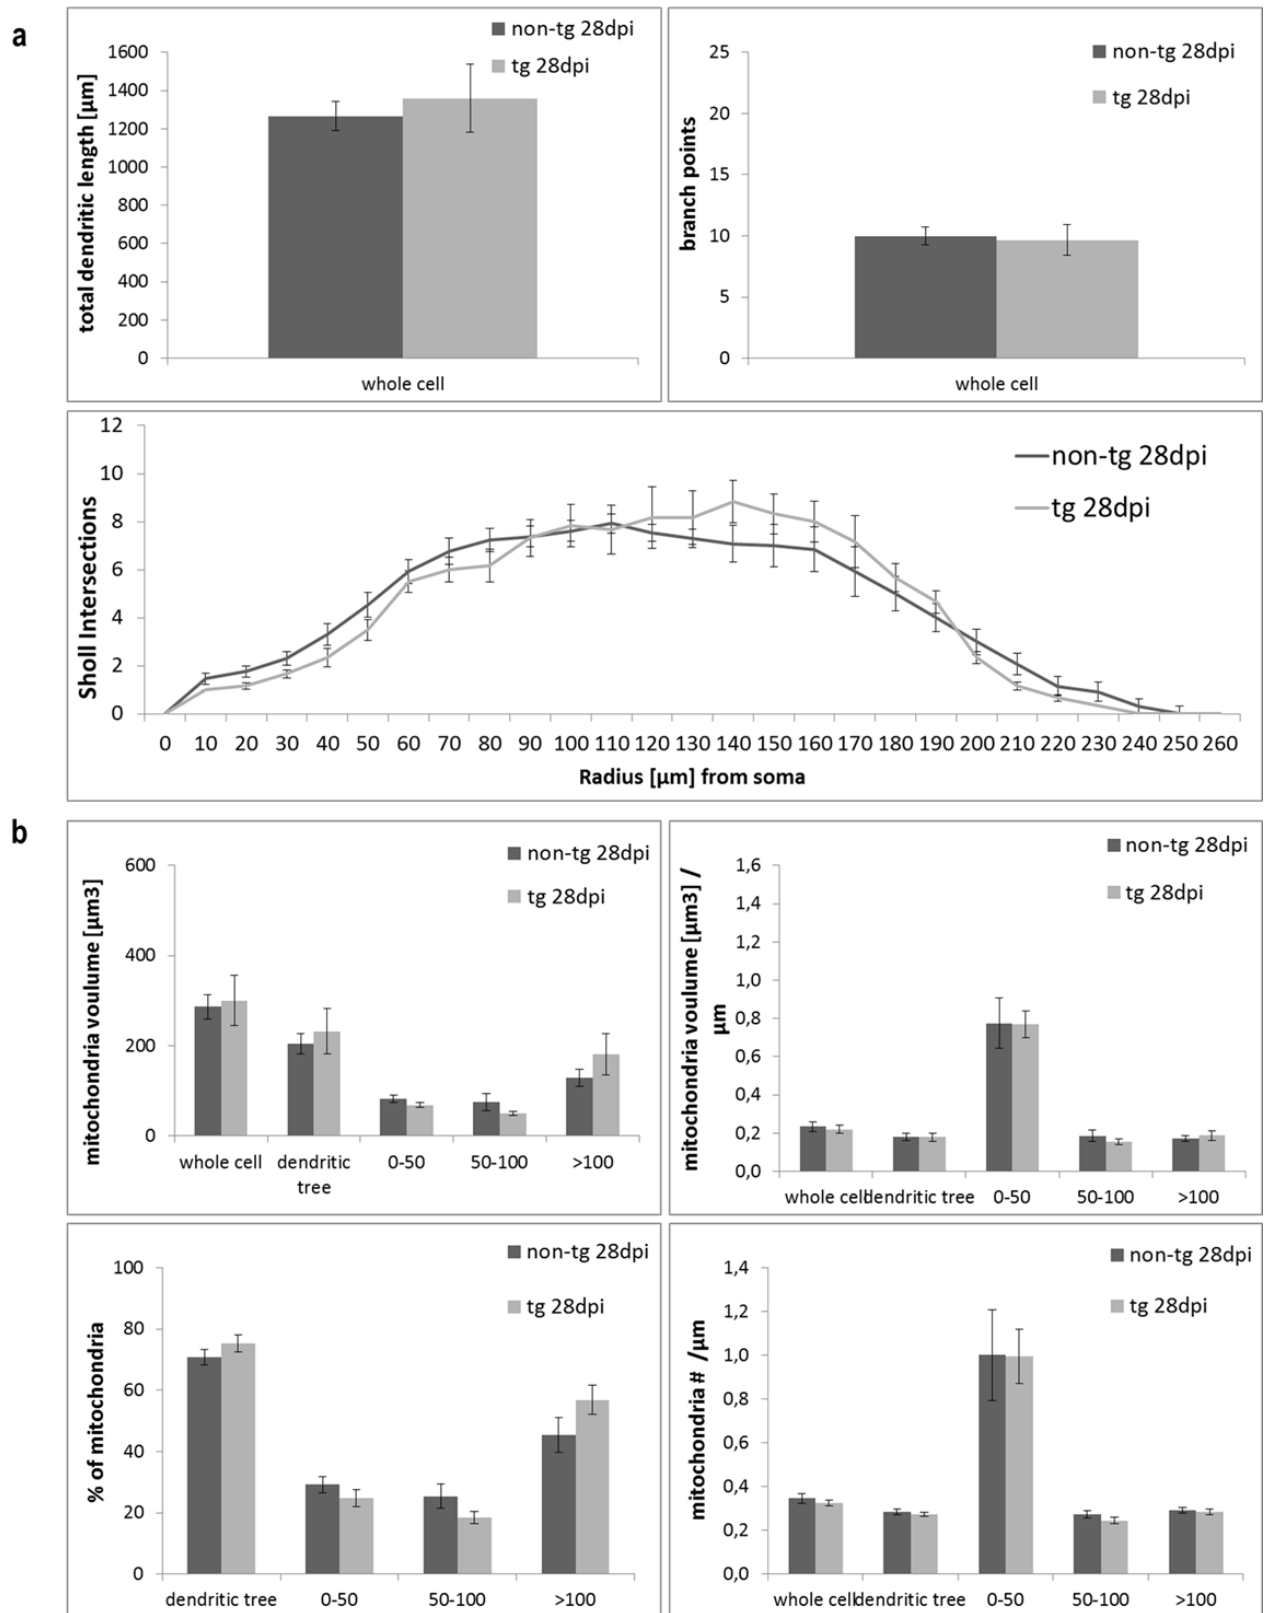 a
non-tg 28dpi
tg 28dpi
total dendritic length [µm]
1600
1400
1200
1000
800
600
400
200
0
whole cell
non-tg 28dpi
tg 28dpi
branch points
25
20
15
10
5
0
whole cell
non-tg 28dpi
tg 28dpi
Sholl Intersections
12
10
8
6
4
2
0
0 10 20 30 40 50 60 70 80 90 100 110 120 130 140 150 160 170 180 190 200 210 220 230 240 250 260
Radius [µm] from soma
b
non-tg 28dpi
tg 28dpi
mitochondria voulume [µm3]
600
400
200
0
whole cell dendritic 0-50 50-100 >100
tree
non-tg 28dpi
tg 28dpi
mitochondria voulume [µm3] /
µm
1,6
1,4
1,2
1,0
0,8
0,6
0,4
0,2
0,0
whole cell dendritic tree 0-50 50-100 >100
non-tg 28dpi
tg 28dpi
% of mitochondria
100
80
60
40
20
0
dendritic tree 0-50 50-100 >100
non-tg 28dpi
tg 28dpi
mitochondria # /µm
1,4
1,2
1,0
0,8
0,6
0,4
0,2
0,0
whole cell dendritic tree 0-50 50-100 >100